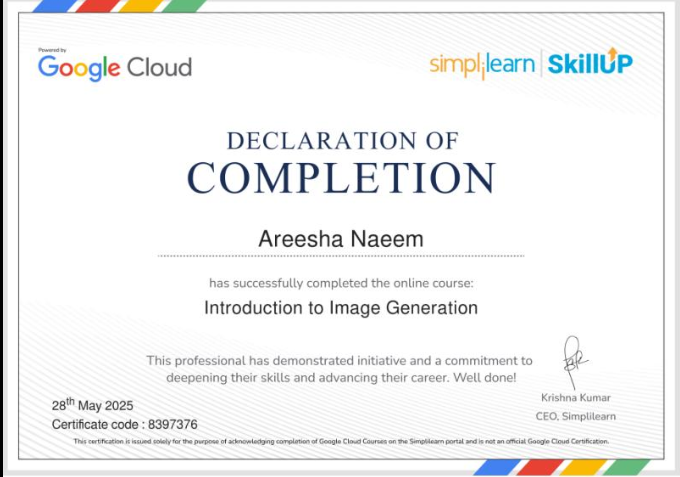 Powered by
Google Cloud
simplilearn | SkillUP
DECLARATION OF
COMPLETION
Areesha Naeem
has successfully completed the online course:
Introduction to Image Generation
This professional has demonstrated initiative and a commitment to
deepening their skills and advancing their career. Well done!
28th May 2025
Certificate code : 8397376
Krishna Kumar
CEO, Simplilearn
This certification is issued solely for the purpose of acknowledging completion of Google Cloud Courses on the Simplilearn portal and is not an official Google Cloud Certification.